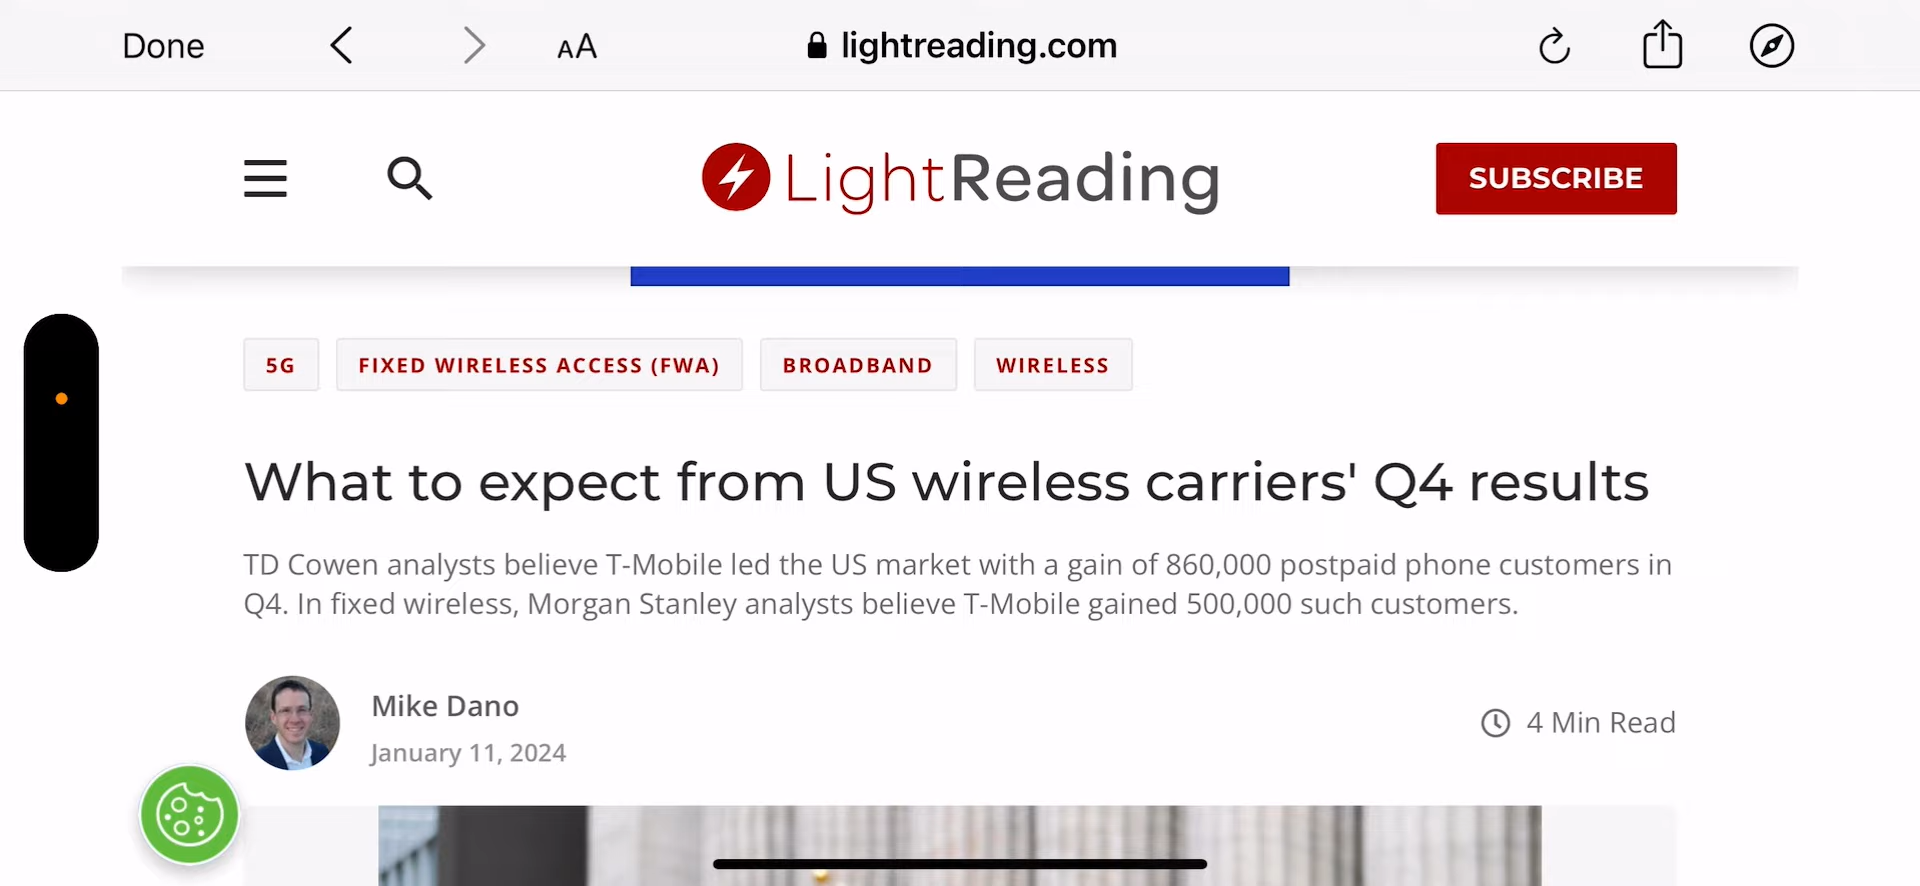 Done
AA
lightreading.com
LightReading
SUBSCRIBE
5G
FIXED WIRELESS ACCESS (FWA)
BROADBAND
WIRELESS
What to expect from US wireless carriers' Q4 results
TD Cowen analysts believe T-Mobile led the US market with a gain of 860,000 postpaid phone customers in
Q4. In fixed wireless, Morgan Stanley analysts believe T-Mobile gained 500,000 such customers.
Mike Dano
January 11, 2024
4 Min Read